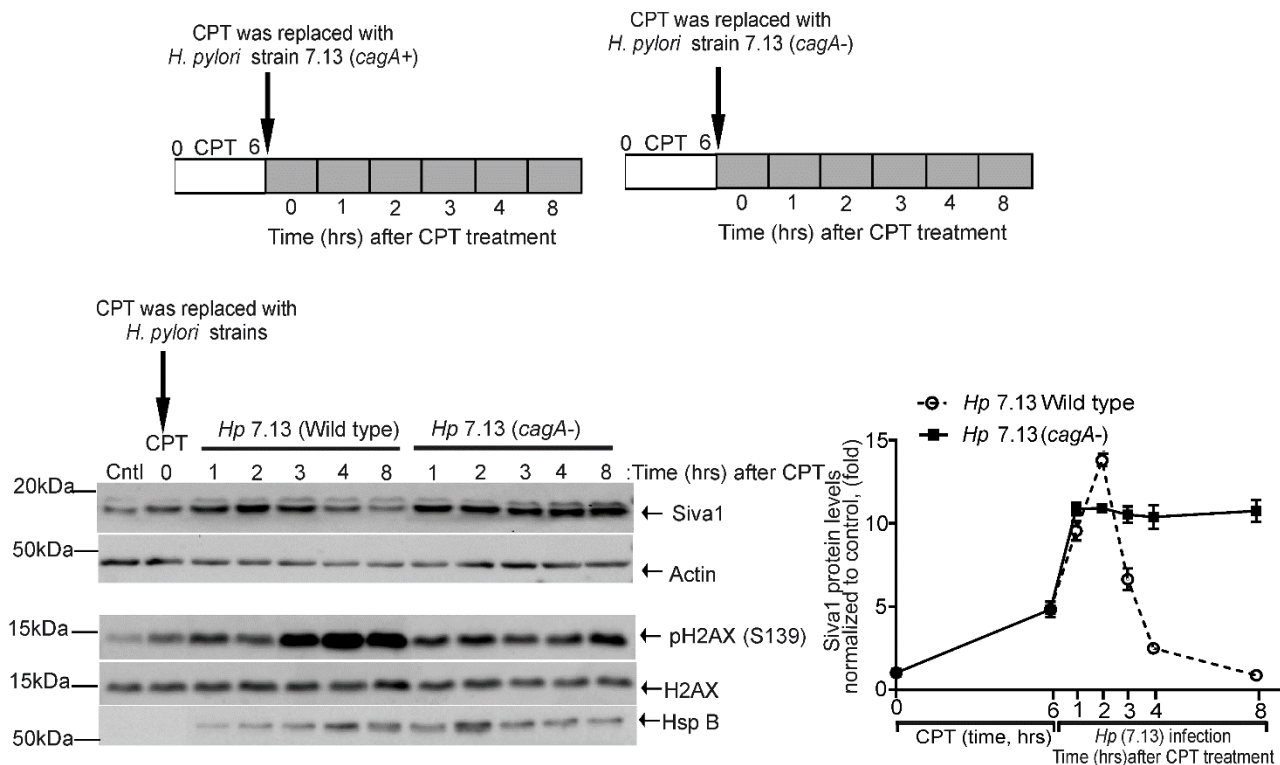 CPT was replaced with
H. pylori strain 7.13 (cagA+)
0 CPT 6
0 1 2 3 4 8
Time (hrs) after CPT treatment
CPT was replaced with
H. pylori strain 7.13 (cagA-)
0 CPT 6
0 1 2 3 4 8
Time (hrs) after CPT treatment
CPT was replaced with
H. pylori strains
CPT Hp 7.13 (Wild type) Hp 7.13 (cagA-)
Cntl 0 1 2 3 4 8 1 2 3 4 8 :Time (hrs) after CPT
20kDa
Siva1
50kDa
Actin
15kDa
pH2AX (S139)
15kDa
H2AX
Hsp B
50kDa
Hp 7.13 Wild type
Hp 7.13 (cagA-)
Siva1 protein levels
normalized to control, (fold)
15
10
5
0
0 6 1 2 3 4 8
CPT (time, hrs)
Hp (7.13) infection
Time (hrs) after CPT treatment